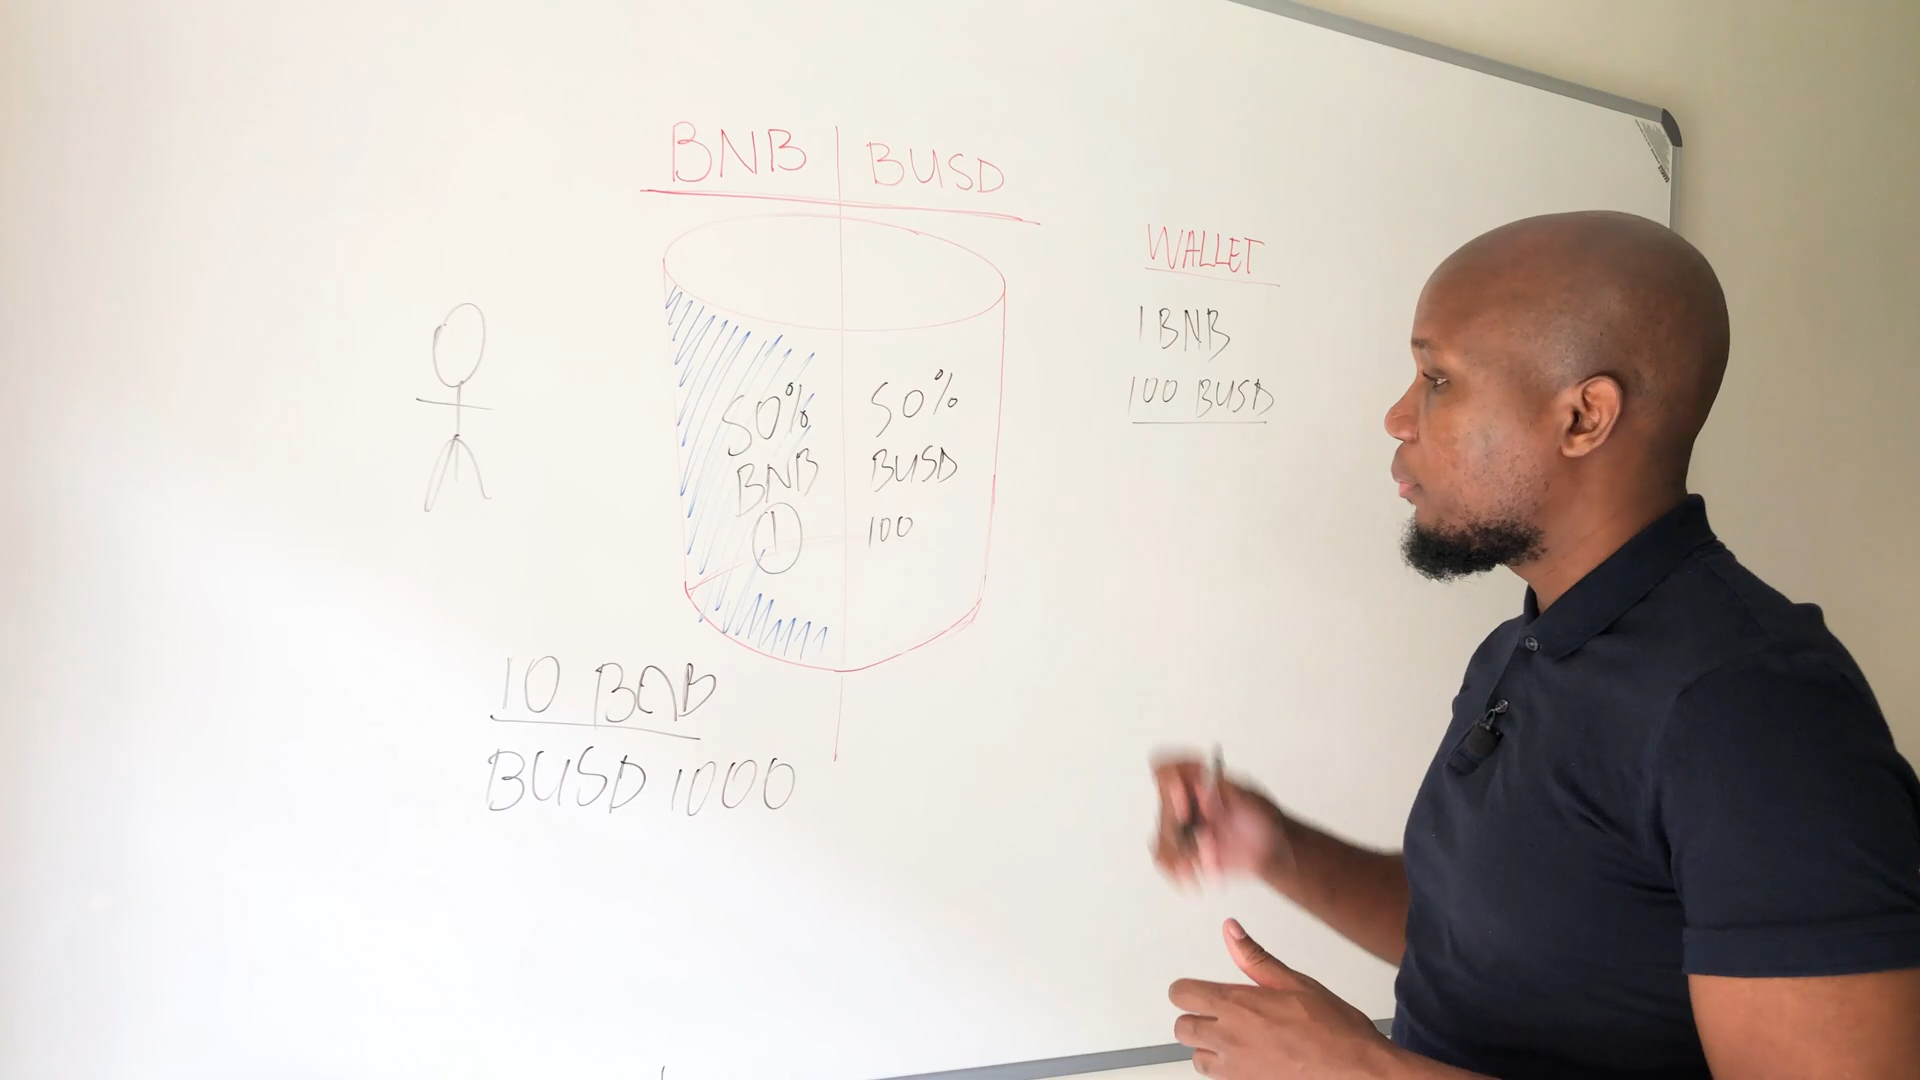 BNB | BUSD
50%
BNB
1
50%
BUSD
100
WALLET
1 BNB
100 BUSD
10 BNB
BUSD 1000